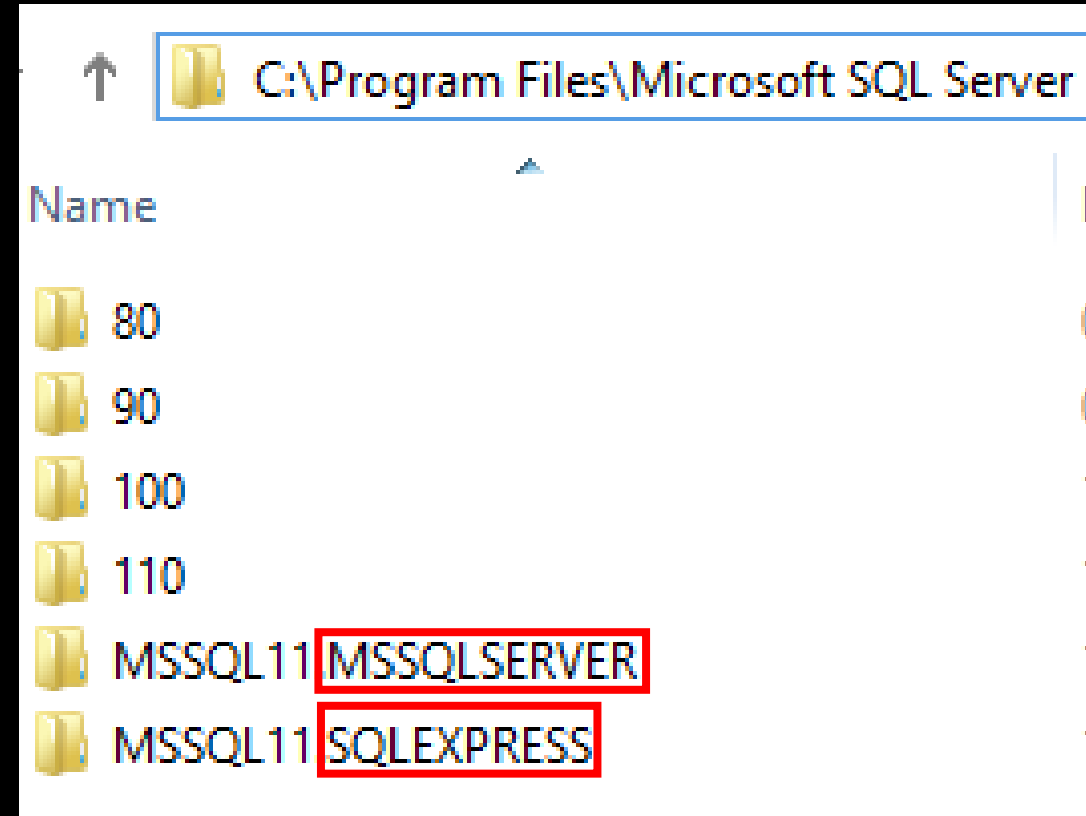 C:\Program Files\Microsoft SQL Server
Name
80
90
100
110
MSSQL11.MSSQLSERVER
MSSQL11.SQLEXPRESS